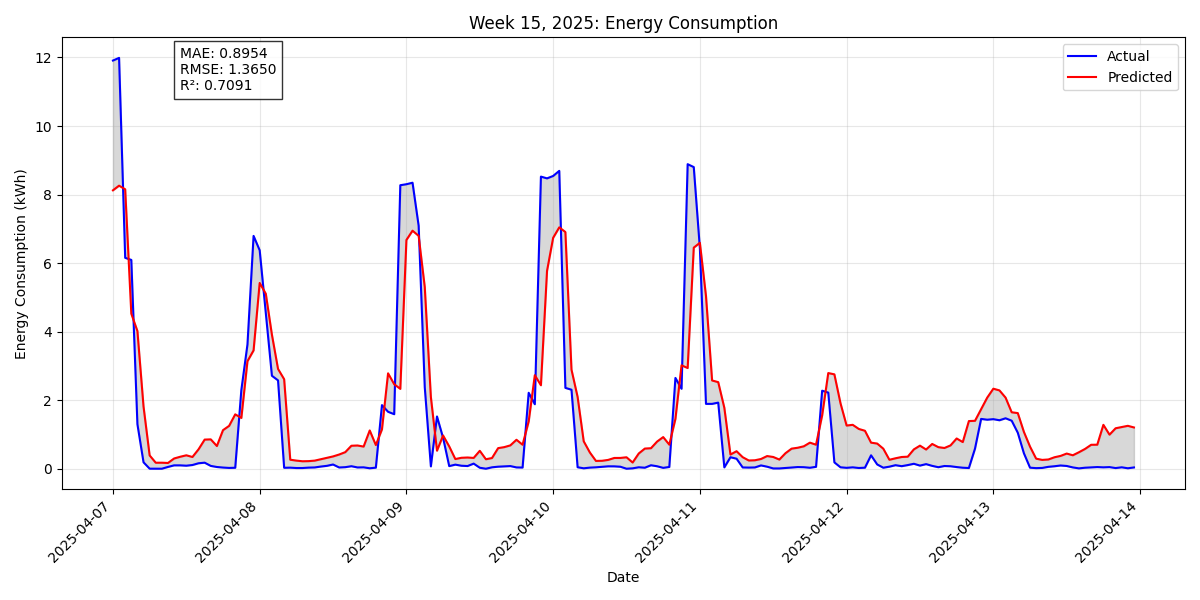 Week 15, 2025: Energy Consumption
MAE: 0.8954
RMSE: 1.3650
R²: 0.7091
Actual
Predicted
Energy Consumption (kWh)
12
10
8
6
4
2
0
2025-04-07
2025-04-08
2025-04-09
2025-04-10
2025-04-11
2025-04-12
2025-04-13
2025-04-14
Date